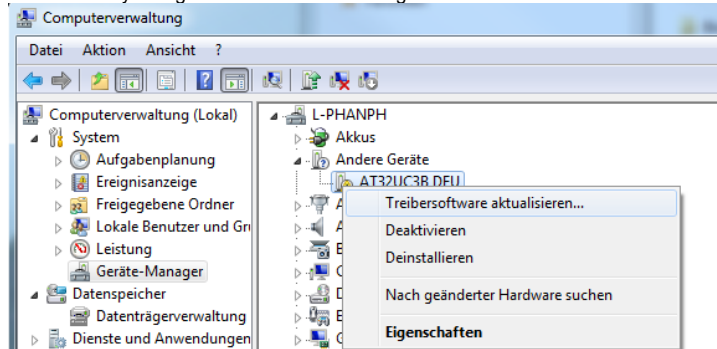 Computerverwaltung
Datei Aktion Ansicht ?
Computerverwaltung (Lokal)
System
Aufgabenplanung
Ereignisanzeige
Freigegebene Ordner
Lokale Benutzer und Gru
Leistung
Geräte-Manager
Datenspeicher
Datenträgerverwaltung
Dienste und Anwendungen
L-PHANPH
Akkus
Andere Geräte
AT32UC3B DFU
Treibersoftware aktualisieren...
Deaktivieren
Deinstallieren
Nach geänderter Hardware suchen
Eigenschaften